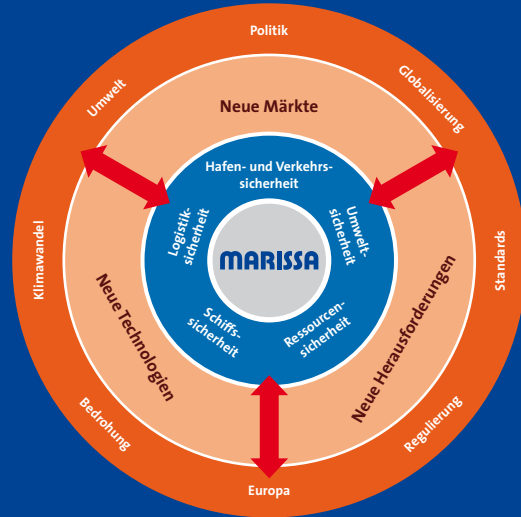 Politik
Globalisierung
Standards
Regulierung
Europa
Bedrohung
Klimawandel
Umwelt
Neue Märkte
Neue Herausforderungen
Neue Technologien
Hafen- und Verkehrs-
sicherheit
Umwelt-
sicherheit
Ressourcen-
sicherheit
Schiffs-
sicherheit
Logistik-
sicherheit
MARISSA